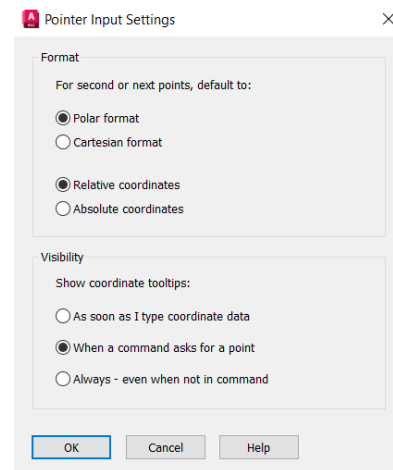 Pointer Input Settings
Format
For second or next points, default to:
Polar format
Cartesian format
Relative coordinates
Absolute coordinates
Visibility
Show coordinate tooltips:
As soon as I type coordinate data
When a command asks for a point
Always - even when not in command
OK
Cancel
Help